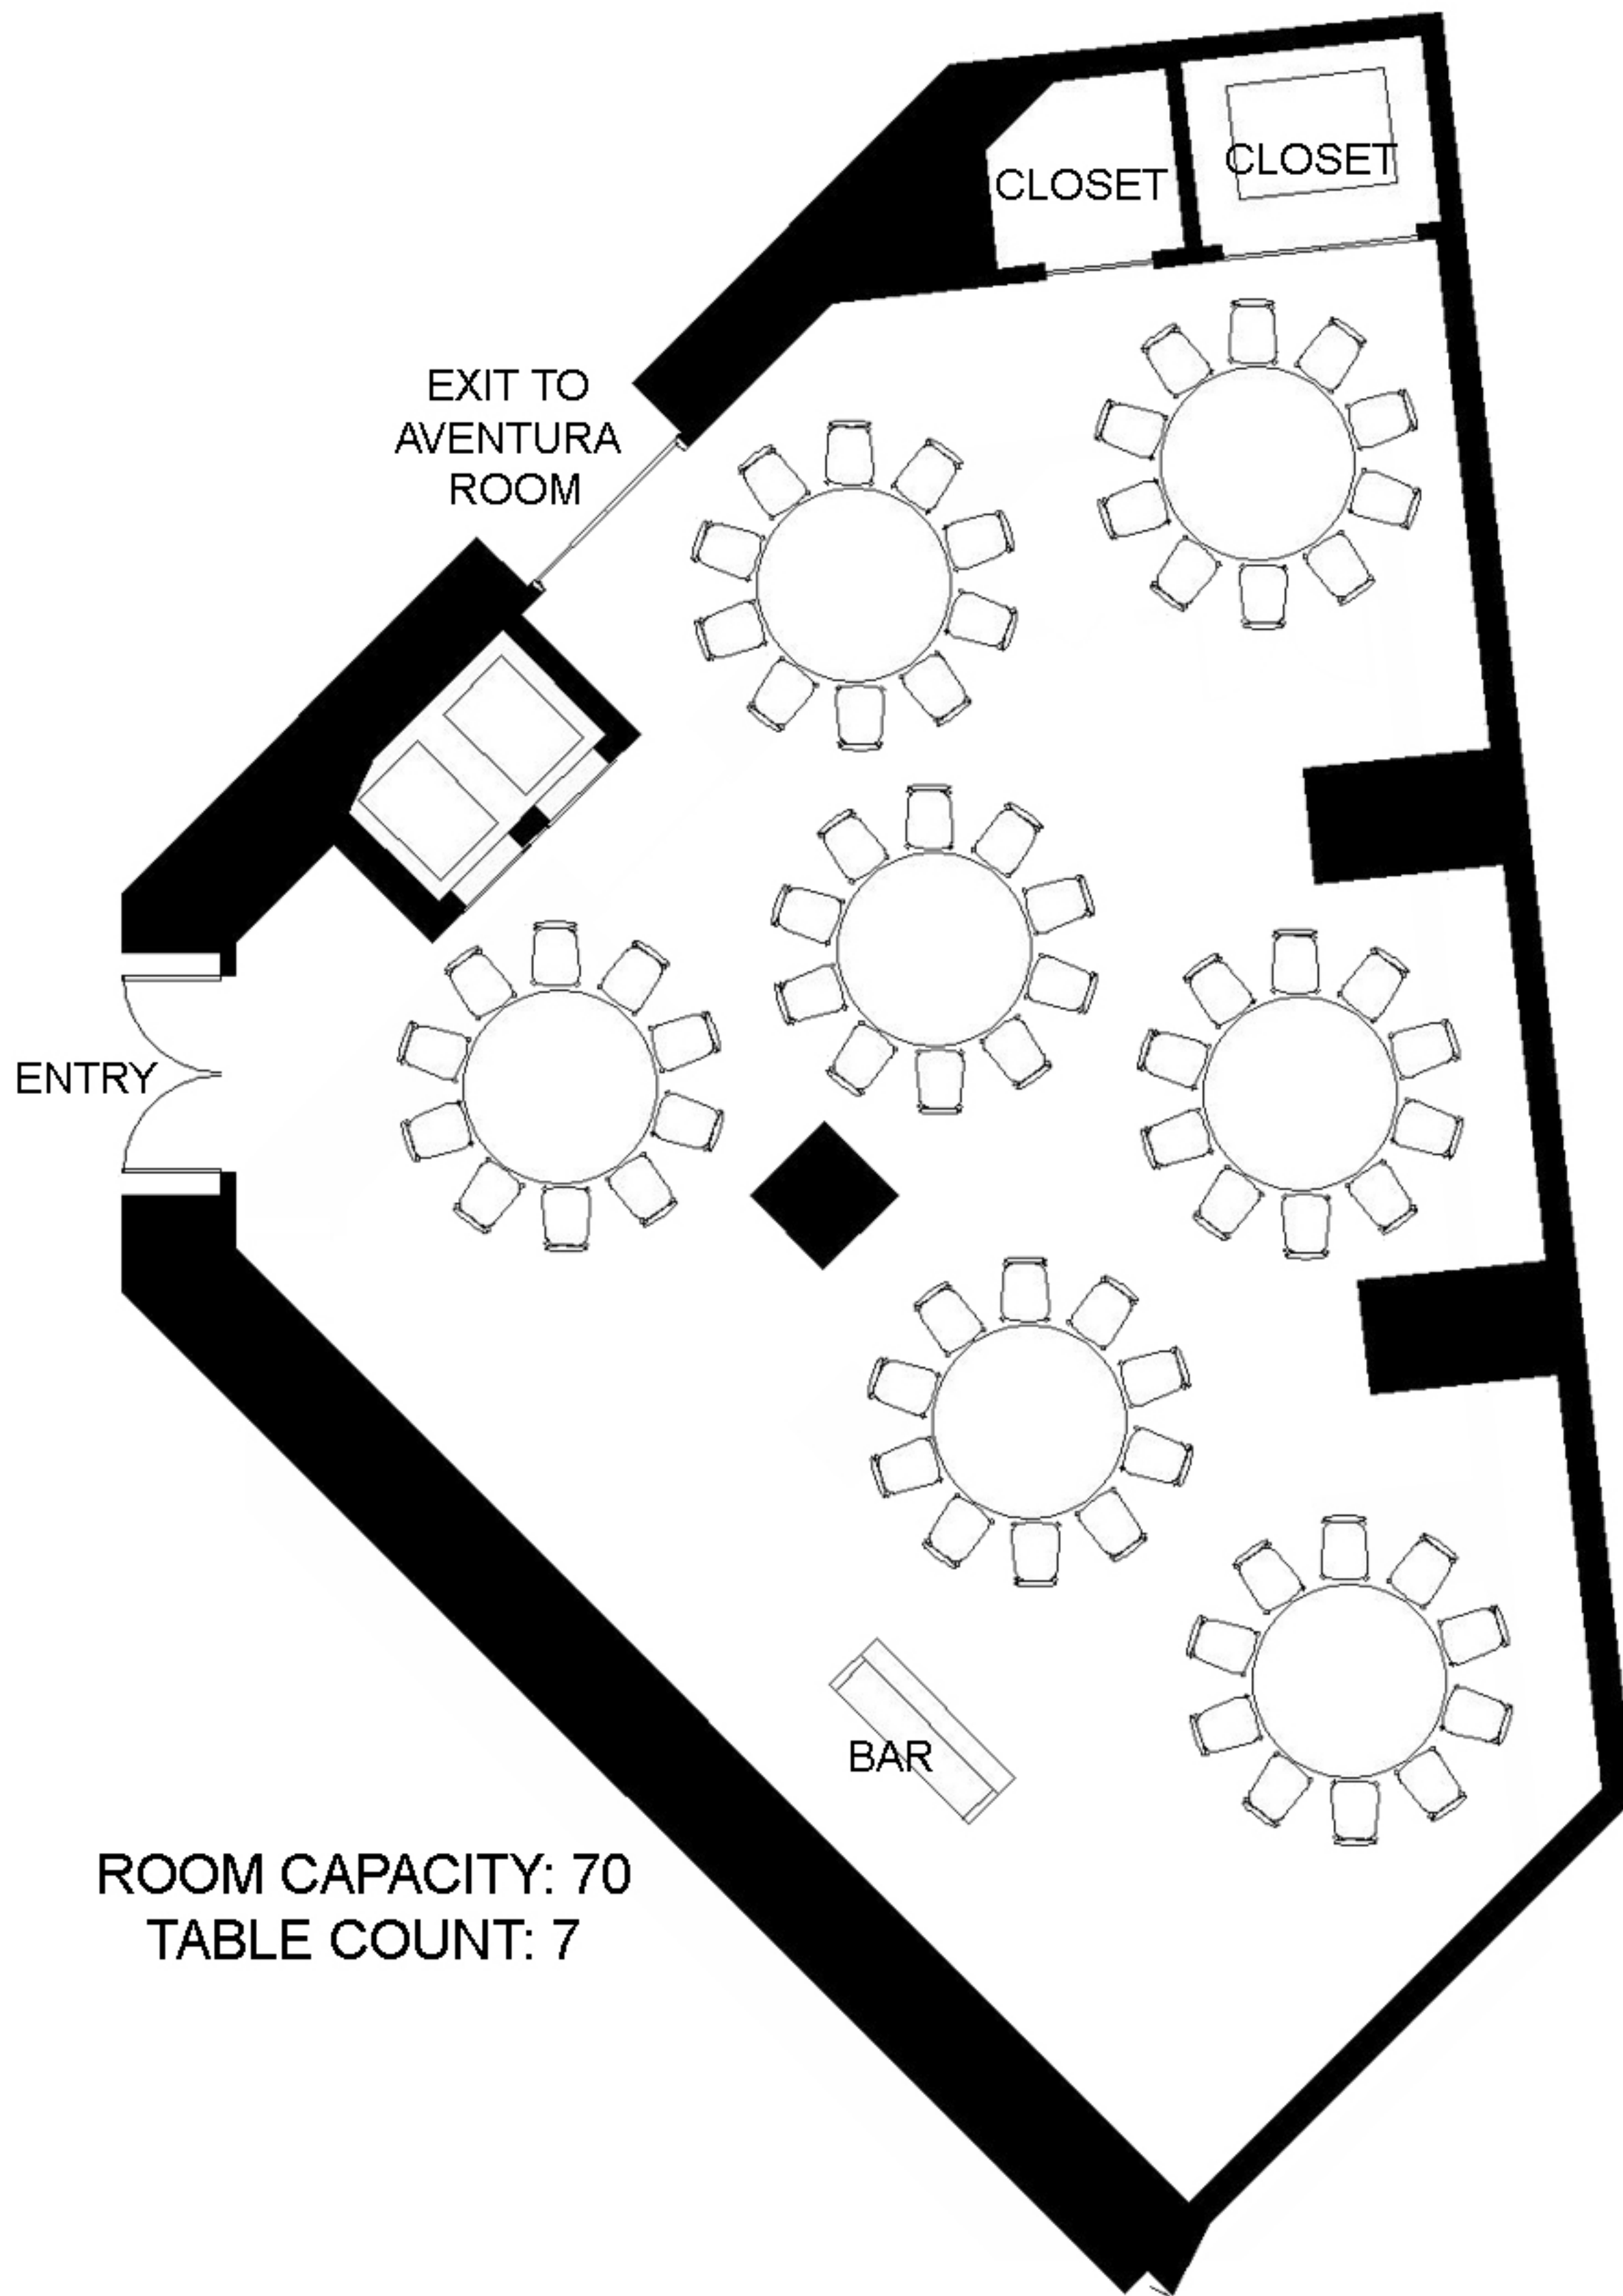 CLOSET
CLOSET
EXIT TO
AVENTURA
ROOM
ENTRY
BAR
ROOM CAPACITY: 70
TABLE COUNT: 7